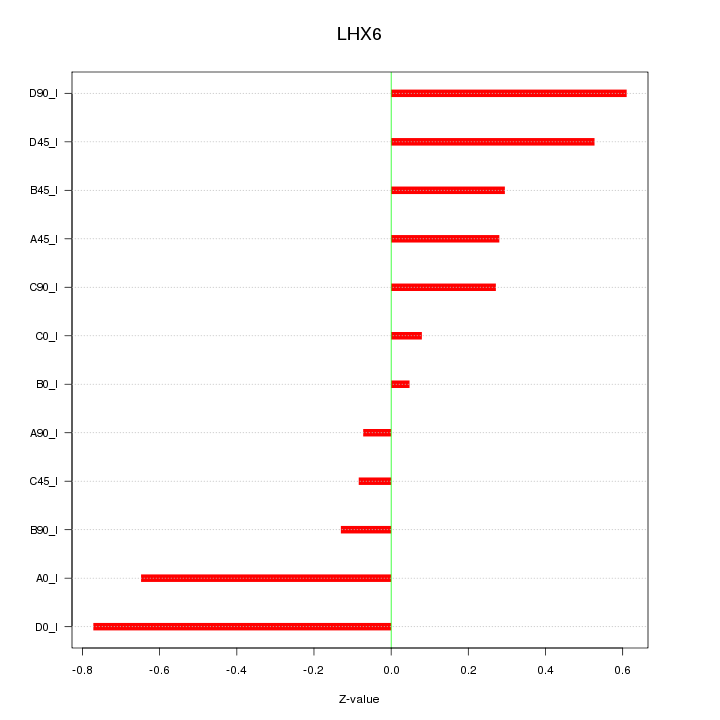 LHX6
D90_I
D45_I
B45_I
A45_I
C90_I
C0_I
B0_I
A90_I
C45_I
B90_I
A0_I
D0_I
-0.8 -0.6 -0.4 -0.2 0.0 0.2 0.4 0.6
Z-value